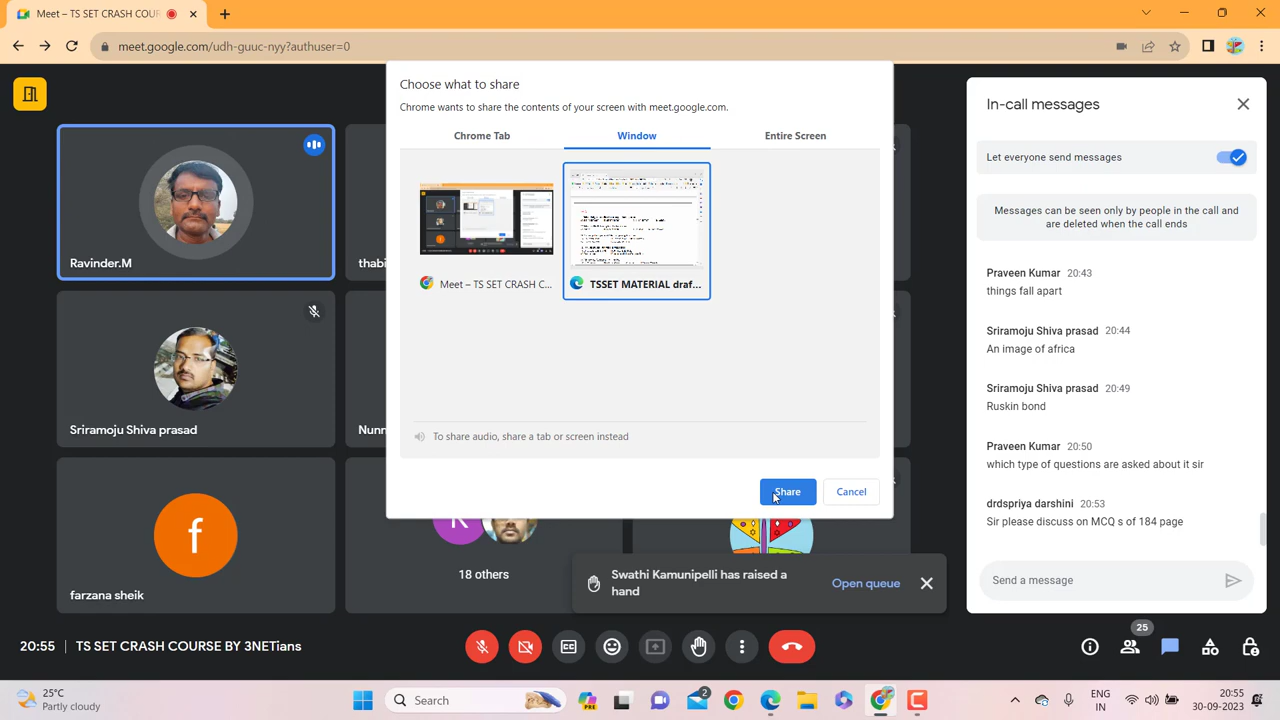 Meet – TS SET CRASH COUR
meet.google.com/udh-guuc-nyy?authuser=0
Choose what to share
Chrome wants to share the contents of your screen with meet.google.com.
Chrome Tab
Window
Entire Screen
Meet – TS SET CRASH C...
TSSET MATERIAL draf...
To share audio, share a tab or screen instead
Share
Cancel
Ravinder.M
thabi
Sriramoju Shiva prasad
Nunn
f
farzana sheik
18 others
Swathi Kamunipelli has raised a
hand
Open queue
In-call messages
Let everyone send messages
Messages can be seen only by people in the call and
are deleted when the call ends
Praveen Kumar 20:43
things fall apart
Sriramoju Shiva prasad 20:44
An image of africa
Sriramoju Shiva prasad 20:49
Ruskin bond
Praveen Kumar 20:50
which type of questions are asked about it sir
drdspriya darshini 20:53
Sir please discuss on MCQ s of 184 page
Send a message
20:55 | TS SET CRASH COURSE BY 3NETians
25
25°C
Partly cloudy
Search
PRE
2
ENG
IN
20:55
30-09-2023